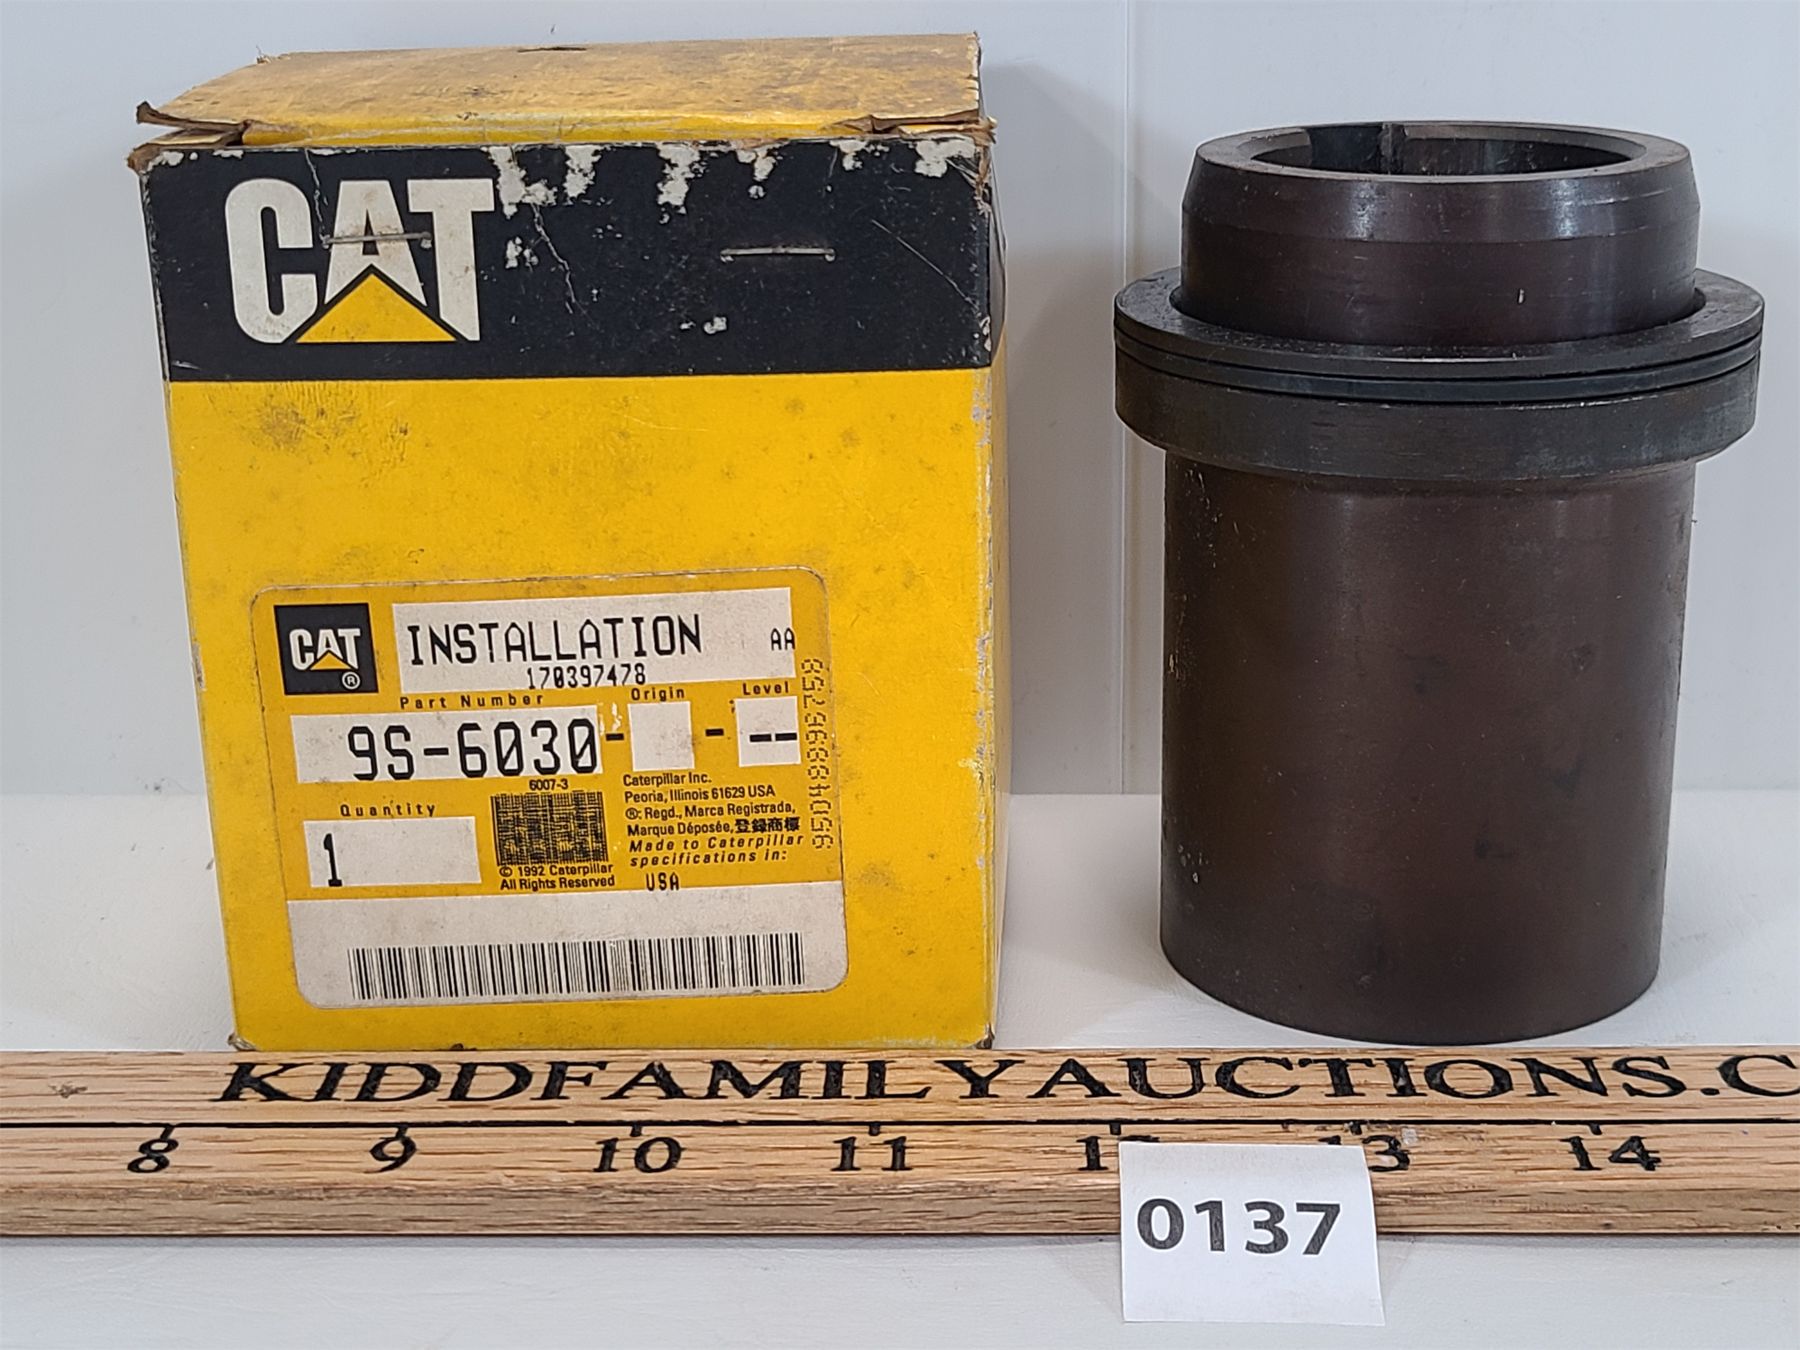 CAT
CAT
®
INSTALLATION AA
170397478
Part Number Origin Level
9S-6030- - --
6007-3
Quantity
1
© 1992 Caterpillar
All Rights Reserved
Caterpillar Inc.
Peoria, Illinois 61629 USA
®: Regd., Marca Registrada,
Marque Déposée, 登録商標
Made to Caterpillar
specifications in:
USA
KIDDFAMILYAUCTIONS.C
8 9 10 11 13 14
0137